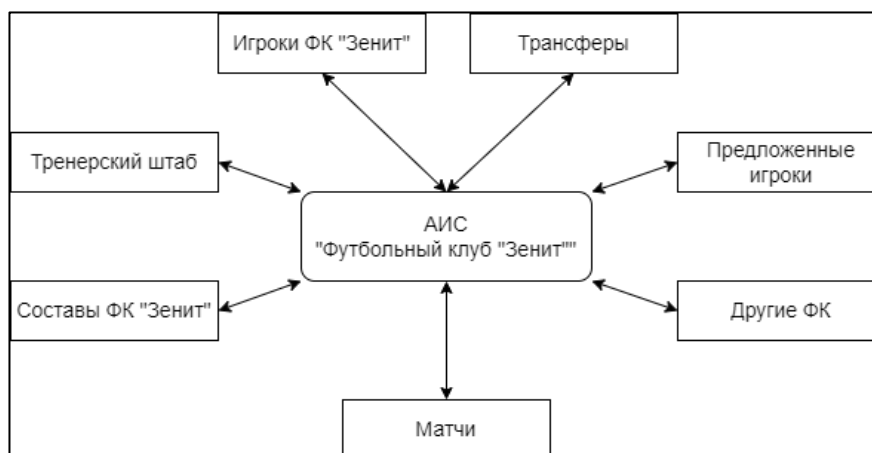 Игроки ФК "Зенит"
Трансферы
Тренерский штаб
Предложенные
игроки
АИС
"Футбольный клуб "Зенит""
Составы ФК "Зенит"
Другие ФК
Матчи